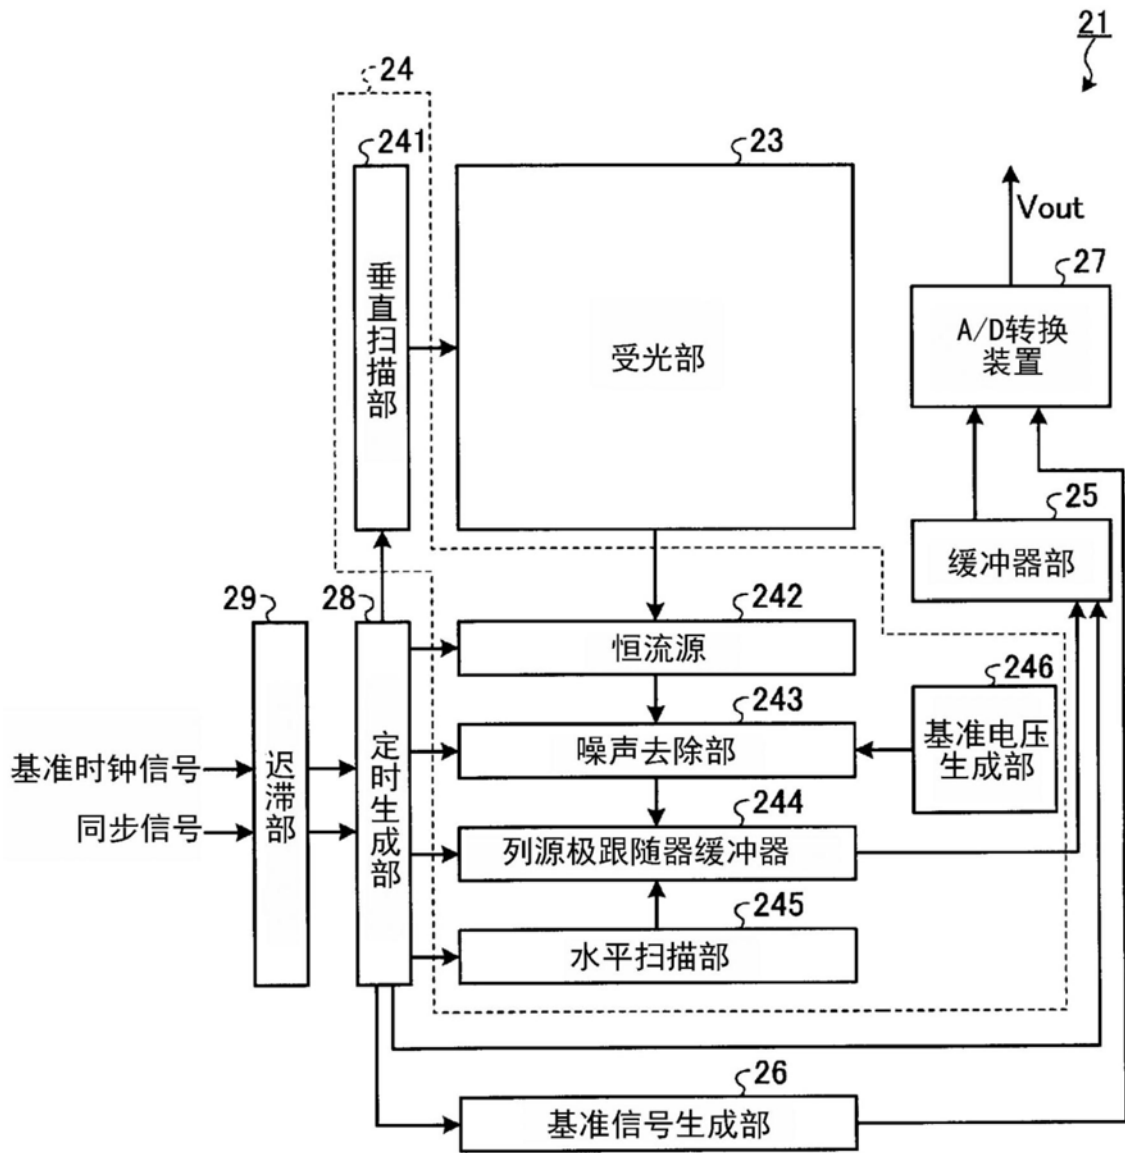 21
24
241
23
垂直扫描部
受光部
Vout
27
A/D转换
装置
25
缓冲器部
29
28
242
恒流源
246
基准电压
生成部
243
噪声去除部
基准时钟信号
同步信号
迟滞部
定时生成部
244
列源极跟随器缓冲器
245
水平扫描部
26
基准信号生成部